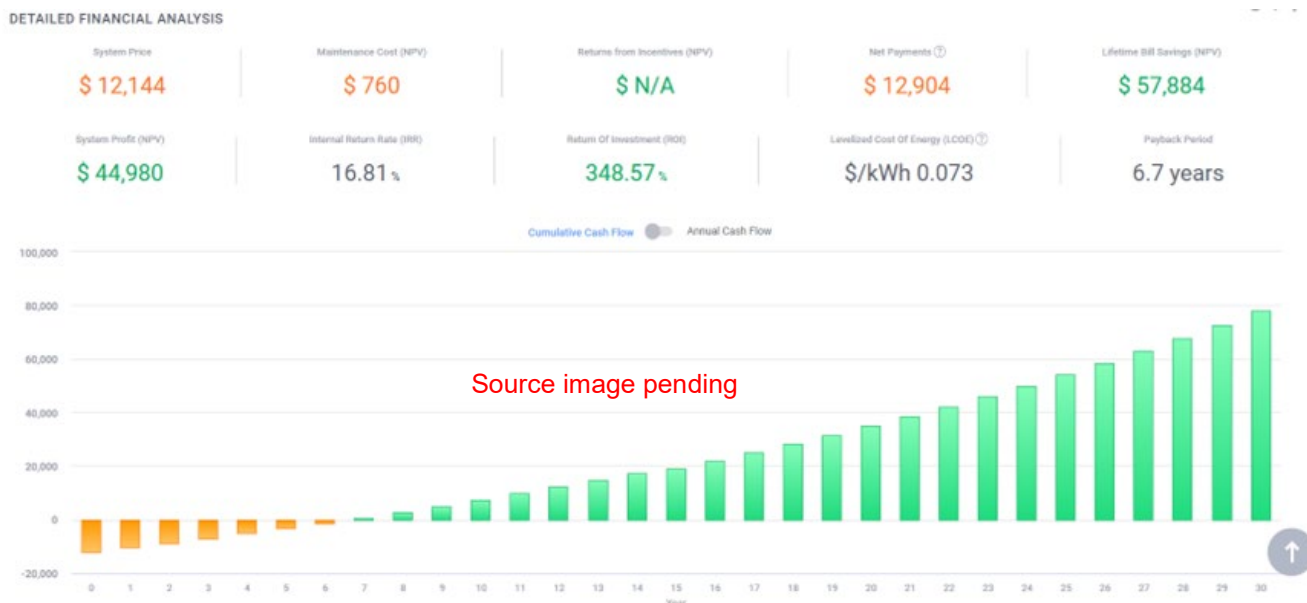 DETAILED FINANCIAL ANALYSIS
System Price
Maintenance Cost (NPV)
Returns from Incentives (NPV)
Net Payments ?
Lifetime Bill Savings (NPV)
$ 12,144
$ 760
$ N/A
$ 12,904
$ 57,884
System Profit (NPV)
Internal Return Rate (IRR)
Return Of Investment (ROI)
Levelized Cost Of Energy (LCOE) ?
Payback Period
$ 44,980
16.81 %
348.57 %
$/kWh 0.073
6.7 years
Cumulative Cash Flow
Annual Cash Flow
100,000
80,000
60,000
Source image pending
40,000
20,000
0
-20,000
0 1 2 3 4 5 6 7 8 9 10 11 12 13 14 15 16 17 18 19 20 21 22 23 24 25 26 27 28 29 30